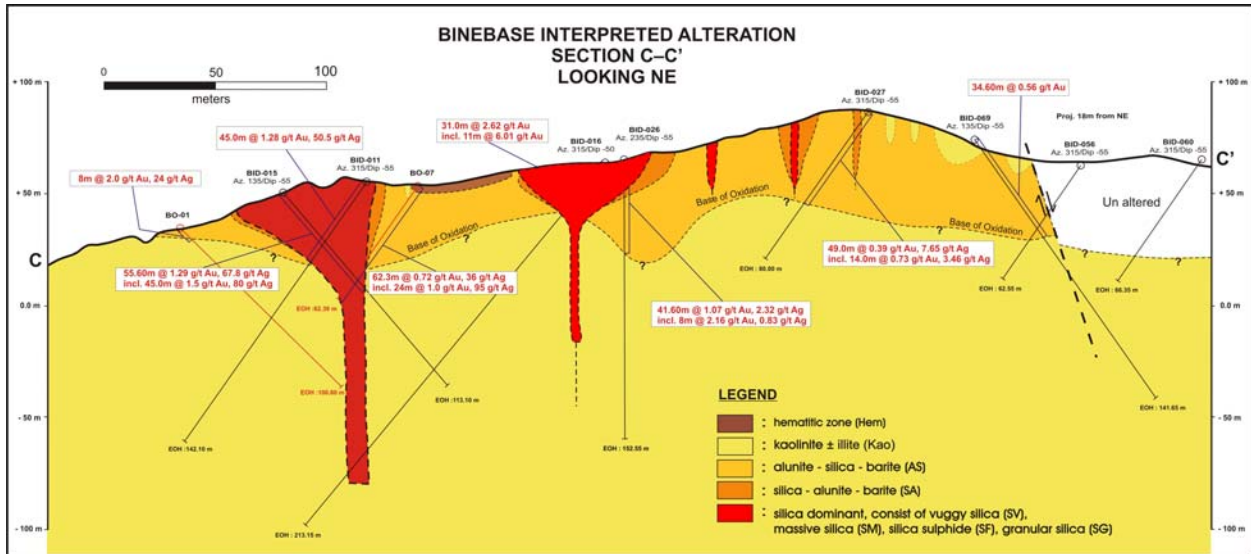 BINEBASE INTERPRETED ALTERATION
SECTION C–C'
LOOKING NE
0 50 100
meters
+ 100 m
+ 50 m
0.0 m
- 50 m
- 100 m
+ 100 m
+ 50 m
0.0 m
- 50 m
- 100 m
C
C'
8m @ 2.0 g/t Au, 24 g/t Ag
BO-01
45.0m @ 1.28 g/t Au, 50.5 g/t Ag
BID-015
Az. 135/Dip -55
BID-011
Az. 315/Dip -55
BO-07
31.0m @ 2.62 g/t Au
incl. 11m @ 6.01 g/t Au
BID-016
Az. 315/Dip -50
BID-026
Az. 235/Dip -55
BID-027
Az. 315/Dip -55
34.60m @ 0.56 g/t Au
BID-069
Az. 135/Dip -55
Proj. 18m from NE
BID-056
Az. 315/Dip -55
BID-060
Az. 315/Dip -55
Un altered
Base of Oxidation
Base of Oxidation
Base of Oxidation
?
?
?
?
?
55.60m @ 1.29 g/t Au, 67.8 g/t Ag
incl. 45.0m @ 1.5 g/t Au, 80 g/t Ag
62.3m @ 0.72 g/t Au, 36 g/t Ag
incl. 24m @ 1.0 g/t Au, 95 g/t Ag
41.60m @ 1.07 g/t Au, 2.32 g/t Ag
incl. 8m @ 2.16 g/t Au, 0.83 g/t Ag
49.0m @ 0.39 g/t Au, 7.65 g/t Ag
incl. 14.0m @ 0.73 g/t Au, 3.46 g/t Ag
EOH : 62.30 m
EOH : 113.10 m
EOH :142.10 m
EOH : 213.15 m
EOH : 152.55 m
EOH : 62.55 m
EOH : 66.35 m
EOH : 141.65 m
LEGEND
: hematitic zone (Hem)
: kaolinite ± illite (Kao)
: alunite - silica - barite (AS)
: silica - alunite - barite (SA)
: silica dominant, consist of vuggy silica (SV),
massive silica (SM), silica sulphide (SF), granular silica (SG)